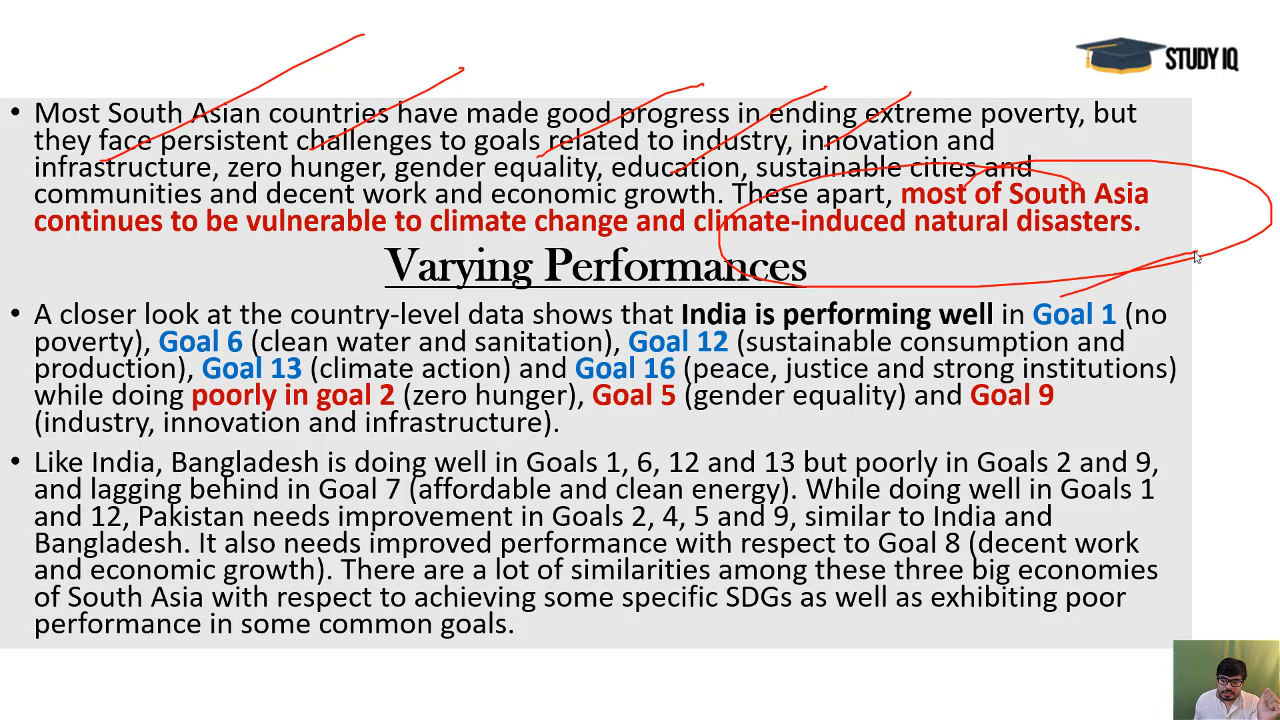 STUDY IQ
• Most South Asian countries have made good progress in ending extreme poverty, but
they face persistent challenges to goals related to industry, innovation and
infrastructure, zero hunger, gender equality, education, sustainable cities and
communities and decent work and economic growth. These apart, most of South Asia
continues to be vulnerable to climate change and climate-induced natural disasters.
Varying Performances
• A closer look at the country-level data shows that India is performing well in Goal 1 (no
poverty), Goal 6 (clean water and sanitation), Goal 12 (sustainable consumption and
production), Goal 13 (climate action) and Goal 16 (peace, justice and strong institutions)
while doing poorly in goal 2 (zero hunger), Goal 5 (gender equality) and Goal 9
(industry, innovation and infrastructure).
• Like India, Bangladesh is doing well in Goals 1, 6, 12 and 13 but poorly in Goals 2 and 9,
and lagging behind in Goal 7 (affordable and clean energy). While doing well in Goals 1
and 12, Pakistan needs improvement in Goals 2, 4, 5 and 9, similar to India and
Bangladesh. It also needs improved performance with respect to Goal 8 (decent work
and economic growth). There are a lot of similarities among these three big economies
of South Asia with respect to achieving some specific SDGs as well as exhibiting poor
performance in some common goals.